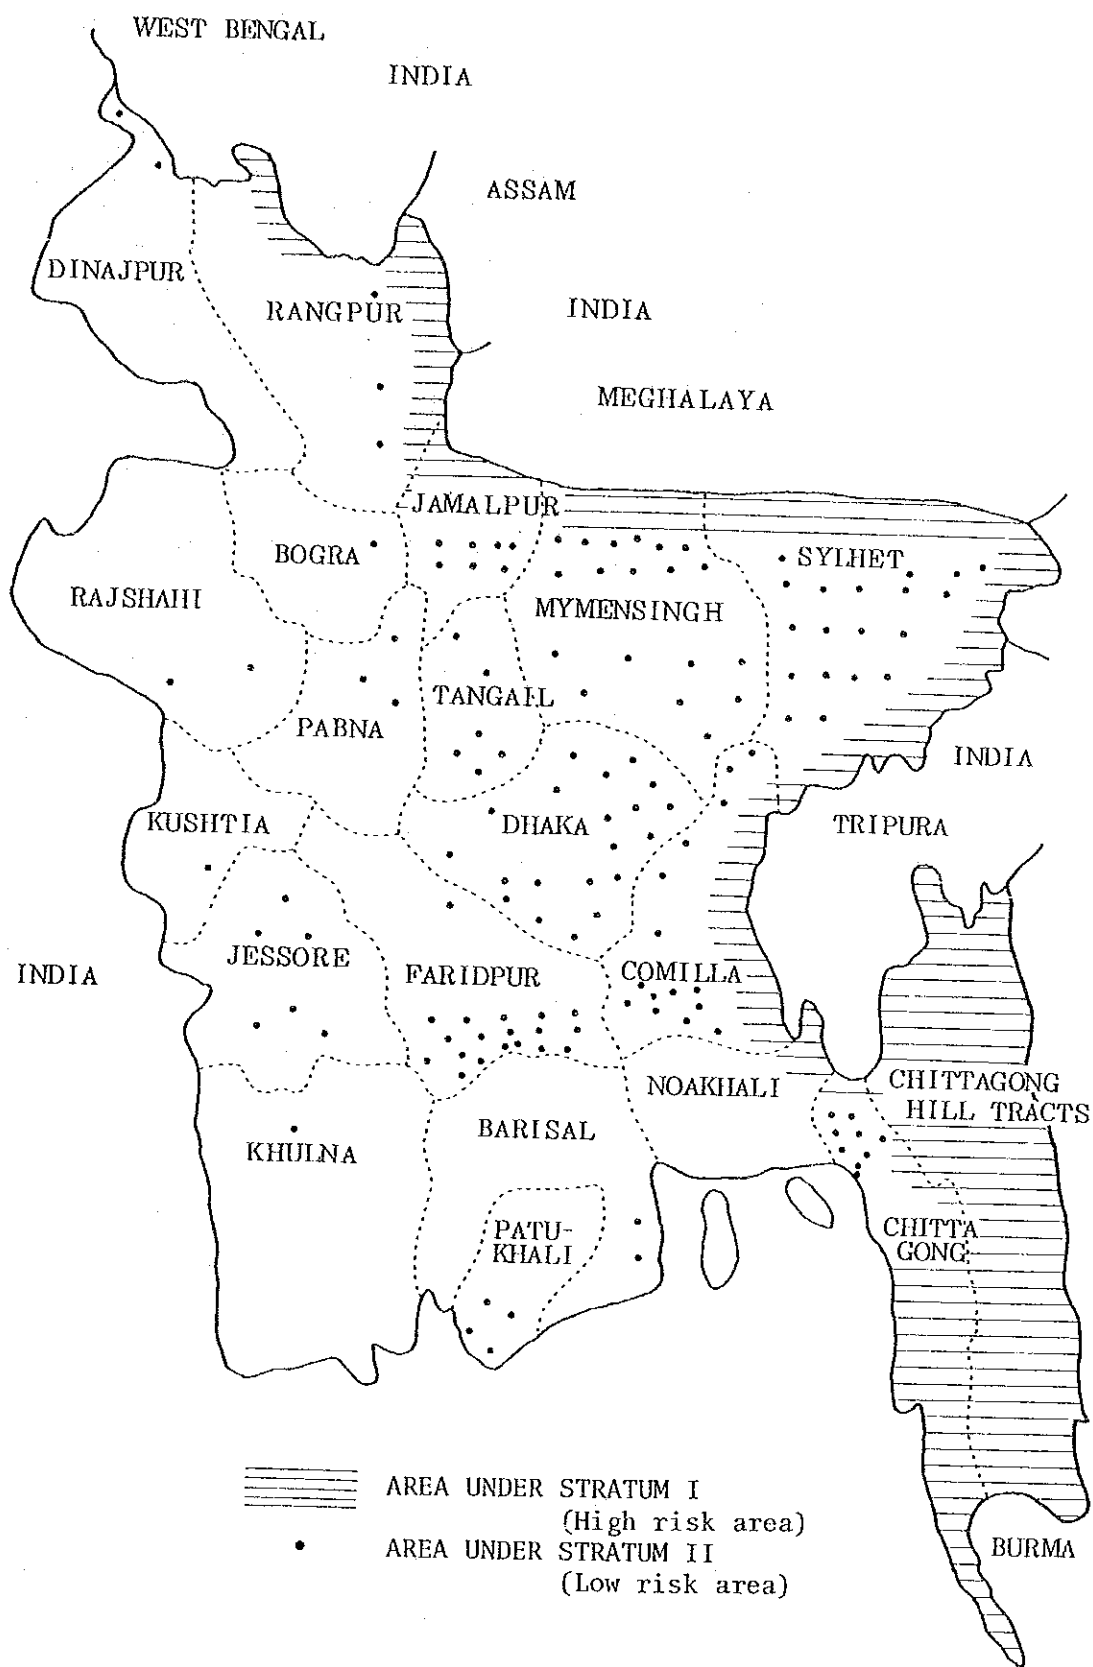 WEST BENGAL
INDIA
ASSAM
DINAJPUR
RANGPUR
INDIA
MEGHALAYA
JAMALPUR
BOGRA
SYLHET
RAJSHAHI
MYMENSINGH
TANGAIL
PABNA
INDIA
KUSHTIA
DHAKA
TRIPURA
JESSORE
FARIDPUR
COMILLA
INDIA
NOAKHALI
CHITTAGONG
HILL TRACTS
BARISAL
KHULNA
PATU-
KHALI
CHITTA
GONG
AREA UNDER STRATUM I
(High risk area)
AREA UNDER STRATUM II
(Low risk area)
BURMA